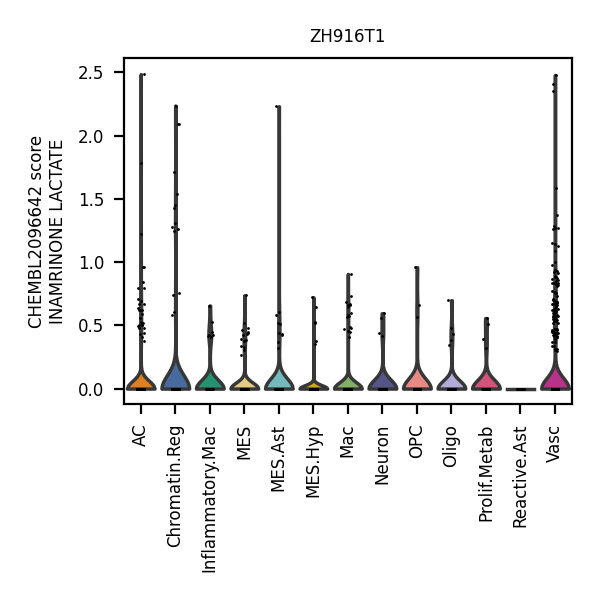 ZH916T1
CHEMBL2096642 score
INAMRINONE LACTATE
2.5
2.0
1.5
1.0
0.5
0.0
AC
Chromatin.Reg
Inflammatory.Mac
MES
MES.Ast
MES.Hyp
Mac
Neuron
OPC
Oligo
Prolif.Metab
Reactive.Ast
Vasc